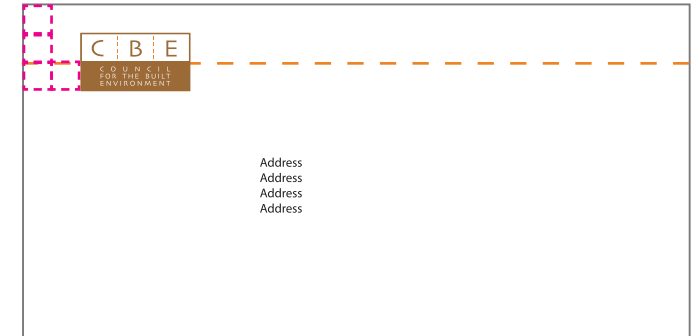 C B E
COUNCIL
FOR THE BUILT
ENVIRONMENT
Address
Address
Address
Address